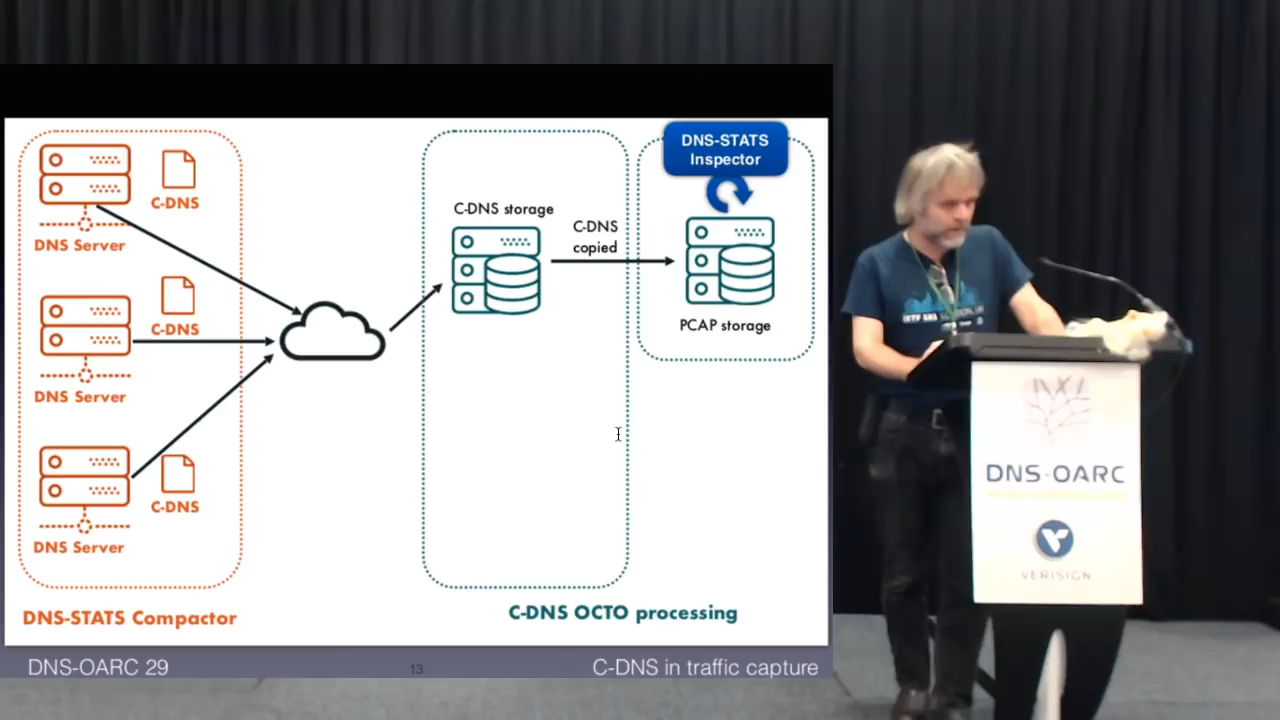 C-DNS
DNS Server
C-DNS
DNS Server
C-DNS
DNS Server
DNS-STATS Compactor
C-DNS storage
C-DNS
copied
DNS-STATS
Inspector
PCAP storage
C-DNS OCTO processing
DNS-OARC 29
13
C-DNS in traffic capture
DNS-OARC
VERISIGN